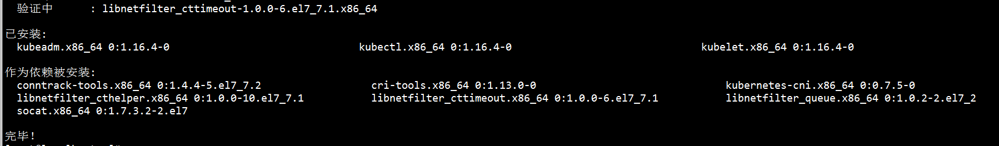 验证中      : libnetfilter_cttimeout-1.0.0-6.el7_7.1.x86_64
已安装:
kubeadm.x86_64 0:1.16.4-0 kubectl.x86_64 0:1.16.4-0 kubelet.x86_64 0:1.16.4-0
作为依赖被安装:
conntrack-tools.x86_64 0:1.4.4-5.el7_7.2 cri-tools.x86_64 0:1.13.0-0 kubernetes-cni.x86_64 0:0.7.5-0
libnetfilter_cthelper.x86_64 0:1.0.0-10.el7_7.1 libnetfilter_cttimeout.x86_64 0:1.0.0-6.el7_7.1 libnetfilter_queue.x86_64 0:1.0.2-2.el7_2
socat.x86_64 0:1.7.3.2-2.el7
完毕！